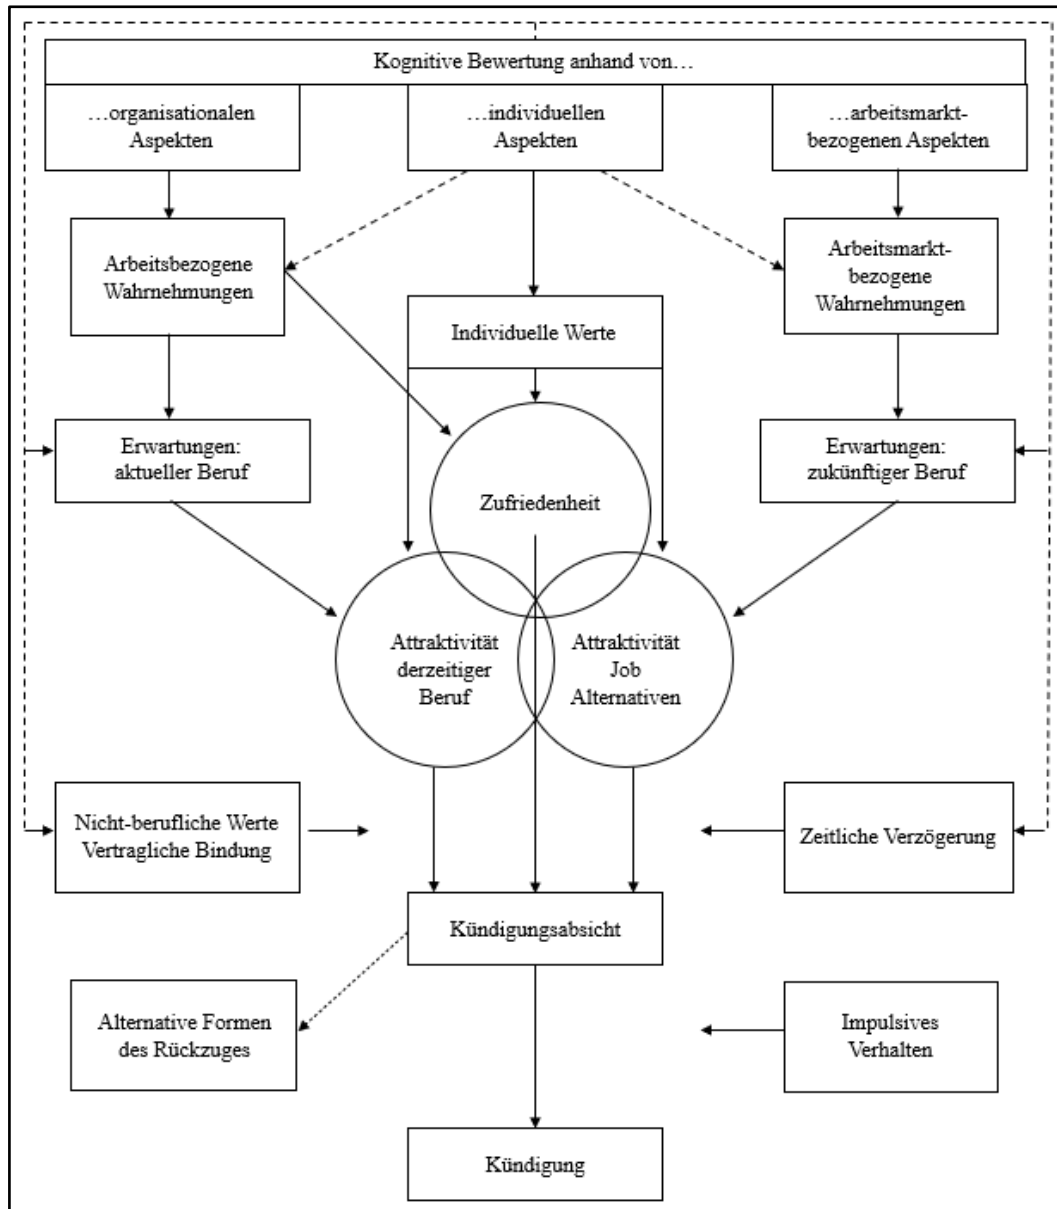 Kognitive Bewertung anhand von…
…organisationalen
Aspekten
…individuellen
Aspekten
…arbeitsmarkt-
bezogenen Aspekten
Arbeitsbezogene
Wahrnehmungen
Arbeitsmarkt-
bezogene
Wahrnehmungen
Individuelle Werte
Erwartungen:
aktueller Beruf
Erwartungen:
zukünftiger Beruf
Zufriedenheit
Attraktivität
derzeitiger
Beruf
Attraktivität
Job
Alternativen
Nicht-berufliche Werte
Vertragliche Bindung
Zeitliche Verzögerung
Kündigungsabsicht
Alternative Formen
des Rückzuges
Impulsives
Verhalten
Kündigung